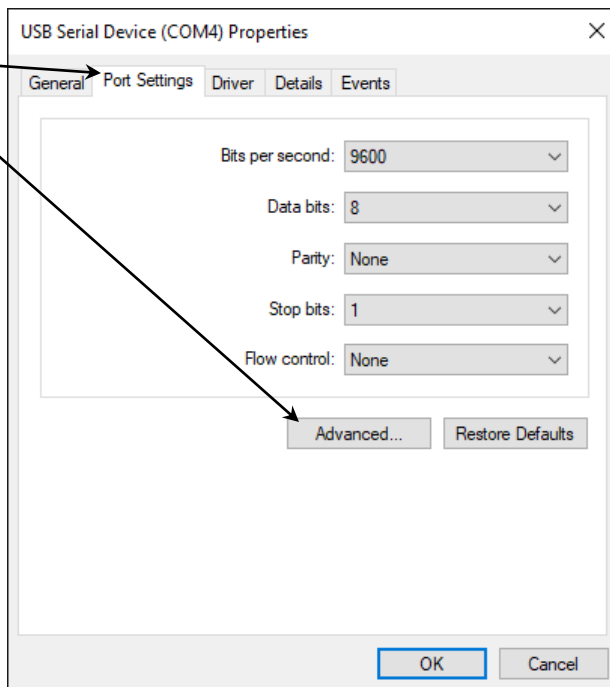 USB Serial Device (COM4) Properties
General Port Settings Driver Details Events
Bits per second: 9600
Data bits: 8
Parity: None
Stop bits: 1
Flow control: None
Advanced... Restore Defaults
OK Cancel